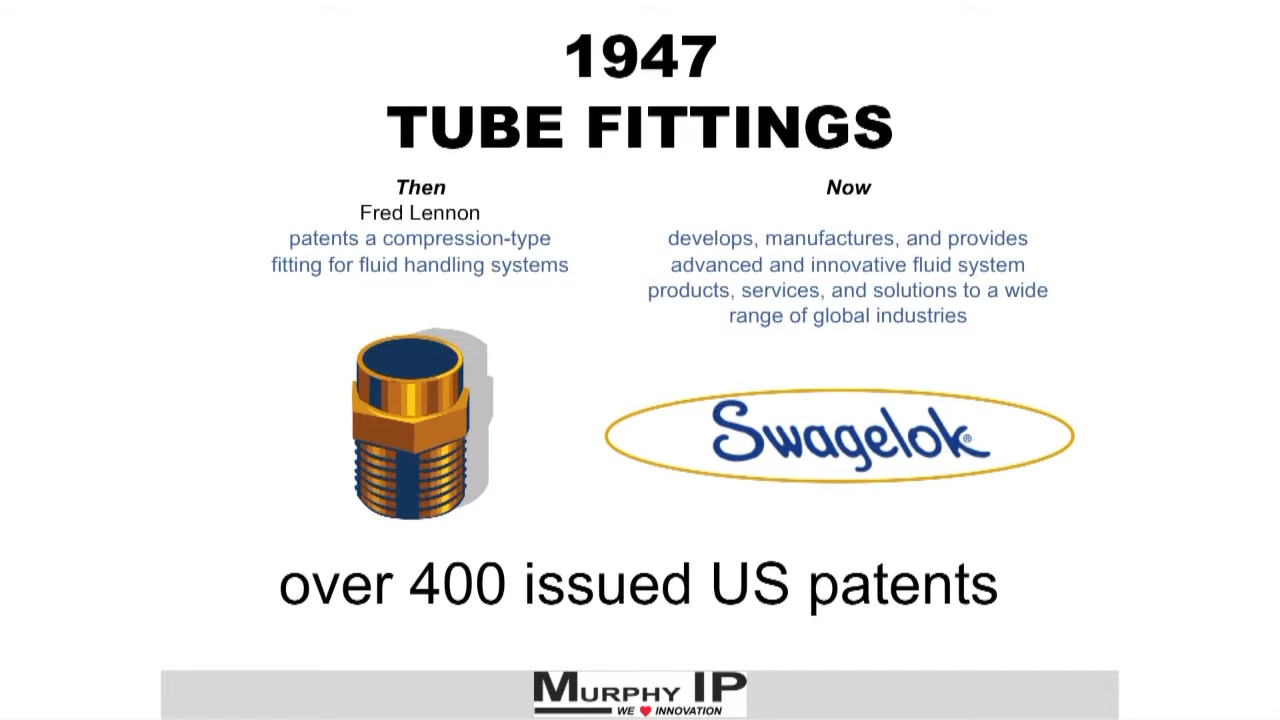 1947
TUBE FITTINGS
Then
Fred Lennon
patents a compression-type
fitting for fluid handling systems
Now
develops, manufactures, and provides
advanced and innovative fluid system
products, services, and solutions to a wide
range of global industries
Swagelok®
over 400 issued US patents
MURPHY IP
WE ❤ INNOVATION